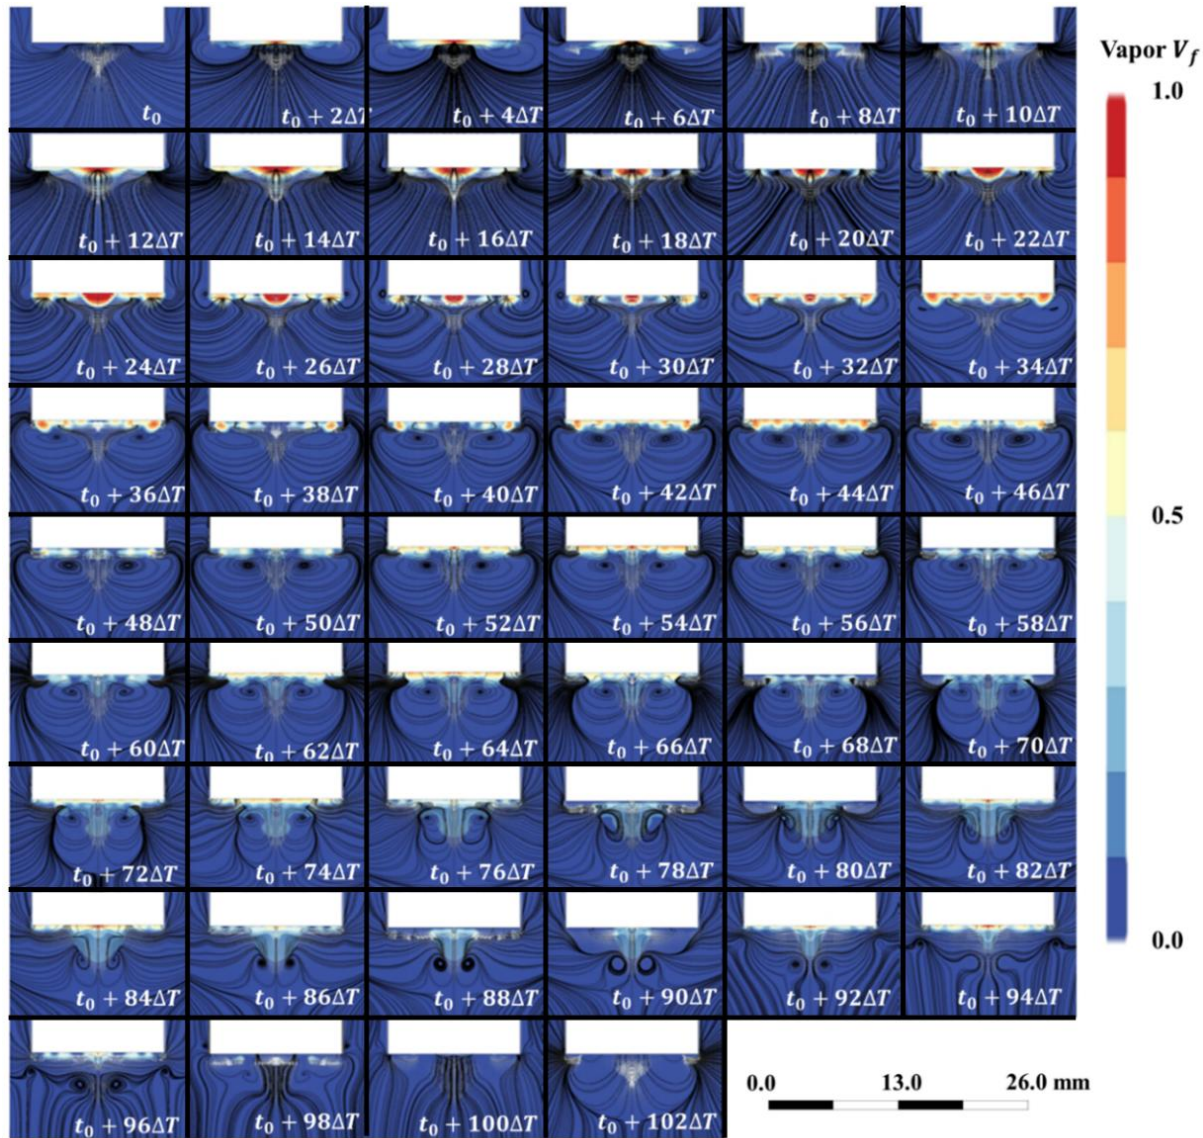 t₀
t₀ + 2ΔT
t₀ + 4ΔT
t₀ + 6ΔT
t₀ + 8ΔT
t₀ + 10ΔT
t₀ + 12ΔT
t₀ + 14ΔT
t₀ + 16ΔT
t₀ + 18ΔT
t₀ + 20ΔT
t₀ + 22ΔT
t₀ + 24ΔT
t₀ + 26ΔT
t₀ + 28ΔT
t₀ + 30ΔT
t₀ + 32ΔT
t₀ + 34ΔT
t₀ + 36ΔT
t₀ + 38ΔT
t₀ + 40ΔT
t₀ + 42ΔT
t₀ + 44ΔT
t₀ + 46ΔT
t₀ + 48ΔT
t₀ + 50ΔT
t₀ + 52ΔT
t₀ + 54ΔT
t₀ + 56ΔT
t₀ + 58ΔT
t₀ + 60ΔT
t₀ + 62ΔT
t₀ + 64ΔT
t₀ + 66ΔT
t₀ + 68ΔT
t₀ + 70ΔT
t₀ + 72ΔT
t₀ + 74ΔT
t₀ + 76ΔT
t₀ + 78ΔT
t₀ + 80ΔT
t₀ + 82ΔT
t₀ + 84ΔT
t₀ + 86ΔT
t₀ + 88ΔT
t₀ + 90ΔT
t₀ + 92ΔT
t₀ + 94ΔT
t₀ + 96ΔT
t₀ + 98ΔT
t₀ + 100ΔT
t₀ + 102ΔT
Vapor V_f
1.0
0.5
0.0
0.0 13.0 26.0 mm